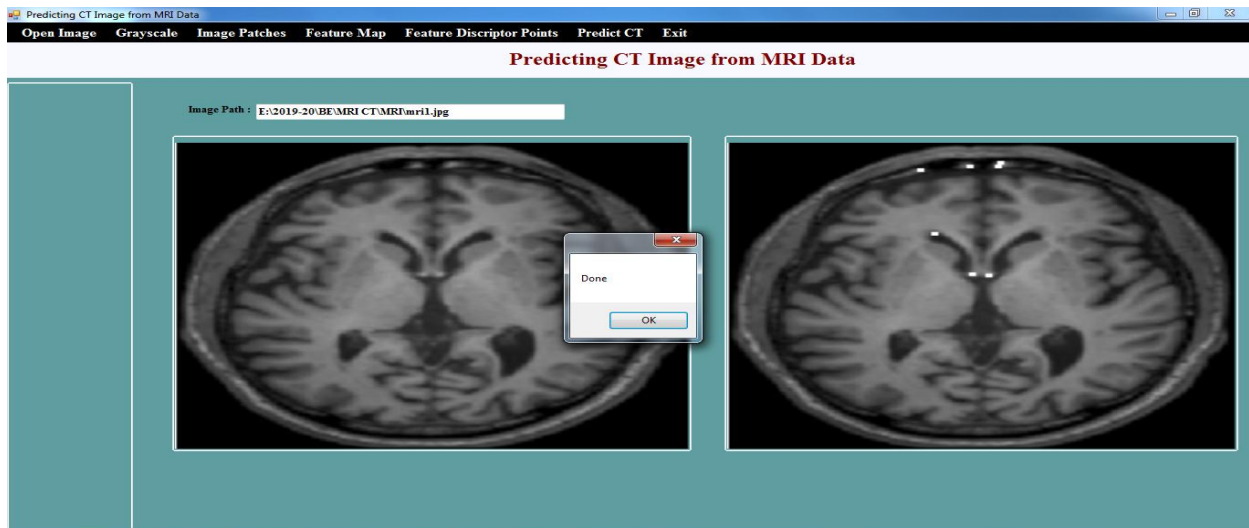 Predicting CT Image from MRI Data
Open Image Grayscale Image Patches Feature Map Feature Discriptor Points Predict CT Exit
Predicting CT Image from MRI Data
Image Path : E:\2019-20\BE\MRI CT\MRI\mri1.jpg
Done
OK